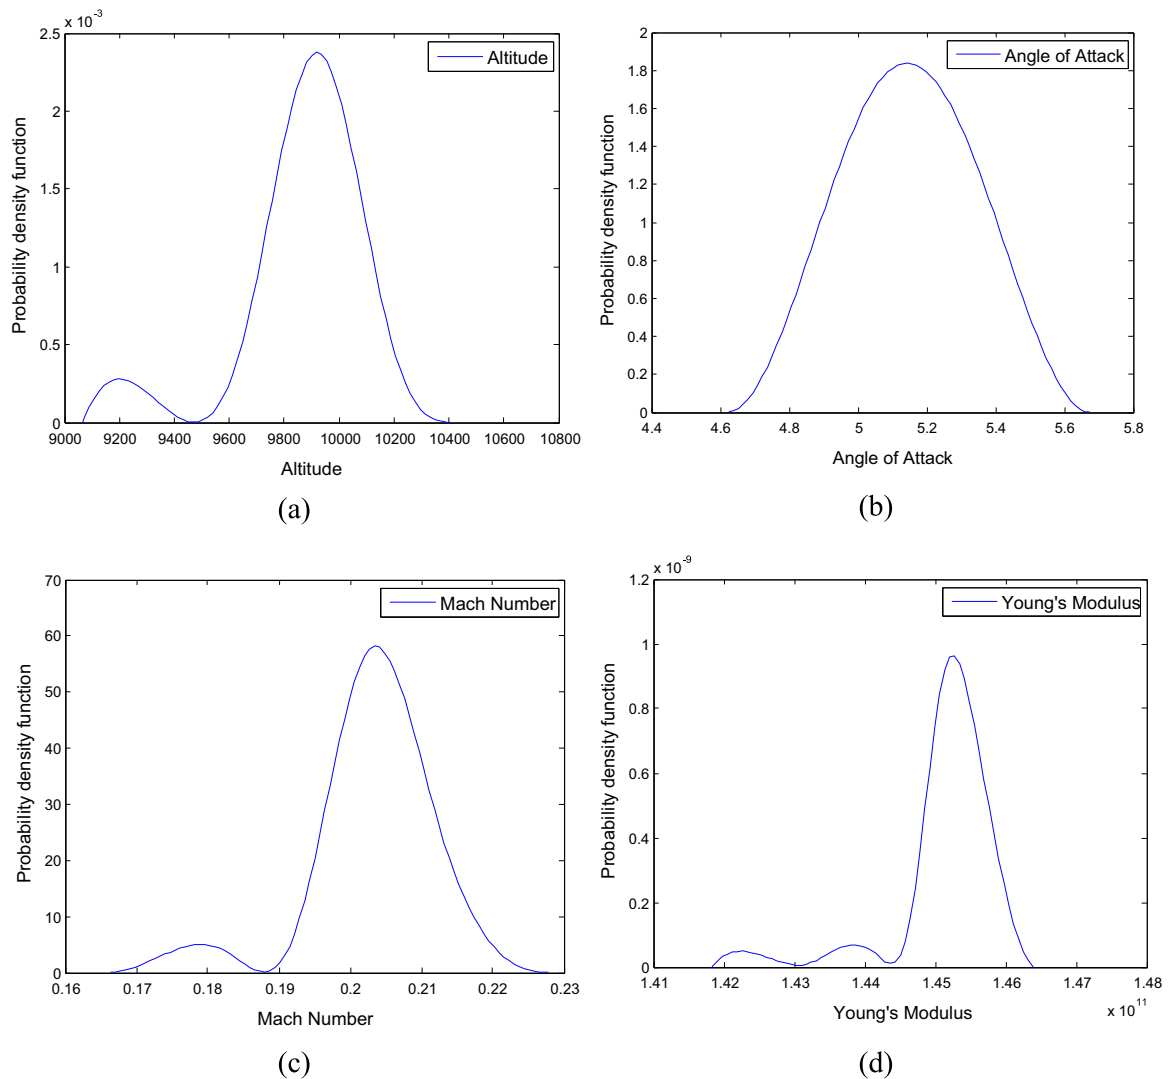 x 10⁻³
2.5
2
1.5
1
0.5
0
9000 9200 9400 9600 9800 10000 10200 10400 10600 10800
Probability density function
Altitude
Altitude
(a)
2
1.8
1.6
1.4
1.2
1
0.8
0.6
0.4
0.2
0
4.4 4.6 4.8 5 5.2 5.4 5.6 5.8
Probability density function
Angle of Attack
Angle of Attack
(b)
70
60
50
40
30
20
10
0
0.16 0.17 0.18 0.19 0.2 0.21 0.22 0.23
Probability density function
Mach Number
Mach Number
(c)
x 10⁻⁹
1.2
1
0.8
0.6
0.4
0.2
0
1.41 1.42 1.43 1.44 1.45 1.46 1.47 1.48
x 10¹¹
Probability density function
Young's Modulus
Young's Modulus
(d)